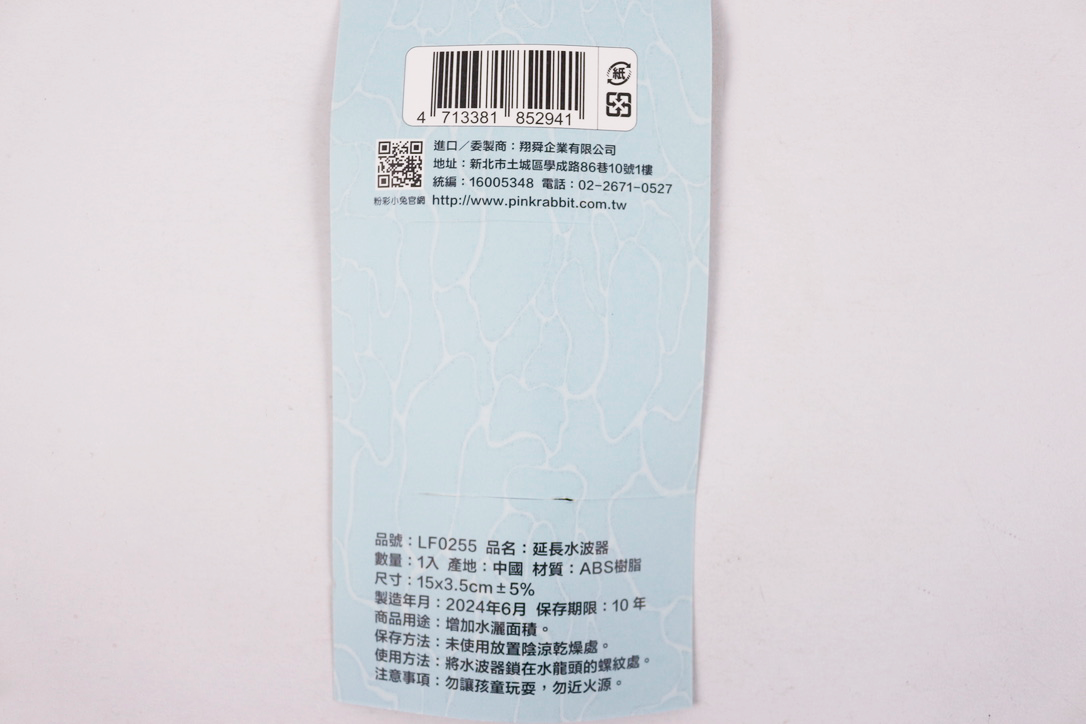 紙
4 713381 852941
進口／委製商：翔舜企業有限公司
地址：新北市土城區學成路86巷10號1樓
統編：16005348 電話：02-2671-0527
粉彩小兔官網 http://www.pinkrabbit.com.tw
品號：LF0255 品名：延長水波器
數量：1入 產地：中國 材質：ABS樹脂
尺寸：15x3.5cm±5%
製造年月：2024年6月 保存期限：10年
商品用途：增加水灑面積。
保存方法：未使用放置陰涼乾燥處。
使用方法：將水波器鎖在水龍頭的螺紋處。
注意事項：勿讓孩童玩耍，勿近火源。